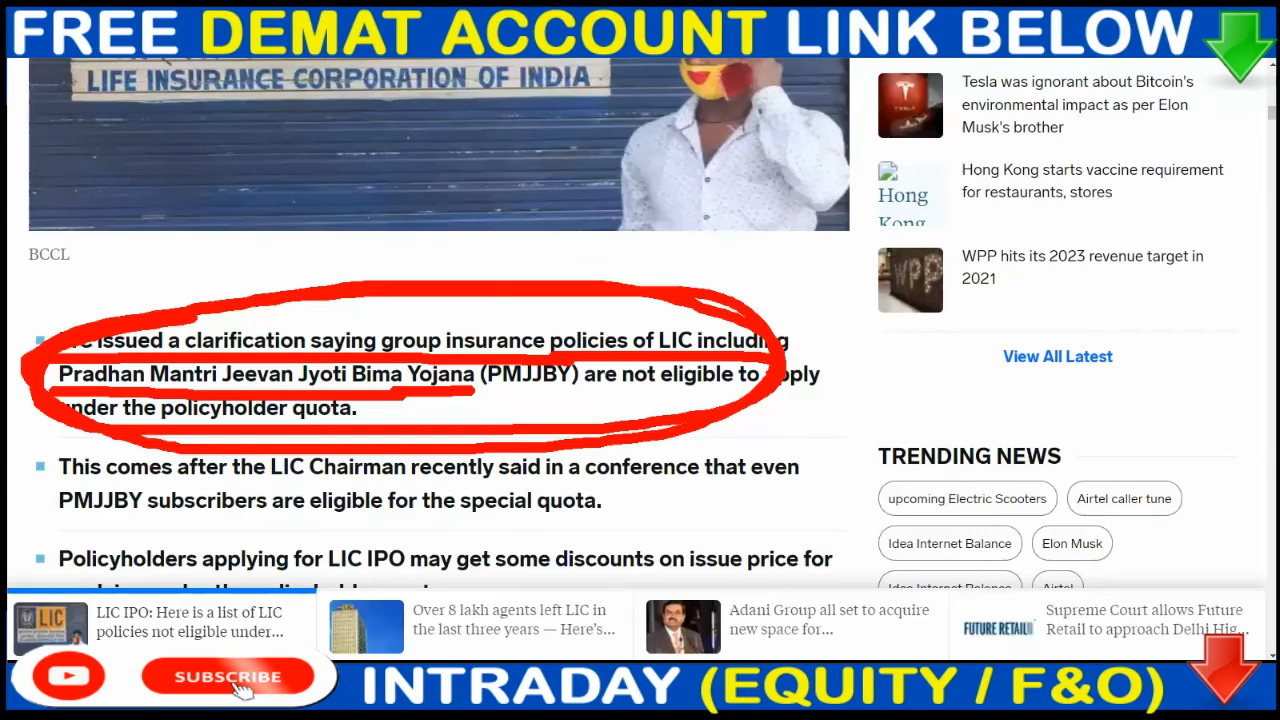 FREE DEMAT ACCOUNT LINK BELOW
LIFE INSURANCE CORPORATION OF INDIA
BCCL
issued a clarification saying group insurance policies of LIC including
Pradhan Mantri Jeevan Jyoti Bima Yojana (PMJJBY) are not eligible to apply
under the policyholder quota.
This comes after the LIC Chairman recently said in a conference that even
PMJJBY subscribers are eligible for the special quota.
Policyholders applying for LIC IPO may get some discounts on issue price for
Tesla was ignorant about Bitcoin's
environmental impact as per Elon
Musk's brother
Hong
Kong
Hong Kong starts vaccine requirement
for restaurants, stores
WPP
WPP hits its 2023 revenue target in
2021
View All Latest
TRENDING NEWS
upcoming Electric Scooters
Airtel caller tune
Idea Internet Balance
Elon Musk
Idea Internet Balance
Airtel
LIC
LIC IPO: Here is a list of LIC
policies not eligible under...
Over 8 lakh agents left LIC in
the last three years — Here's...
Adani Group all set to acquire
new space for...
FUTURE RETAIL
Supreme Court allows Future
Retail to approach Delhi Hig...
SUBSCRIBE
INTRADAY (EQUITY / F&O)